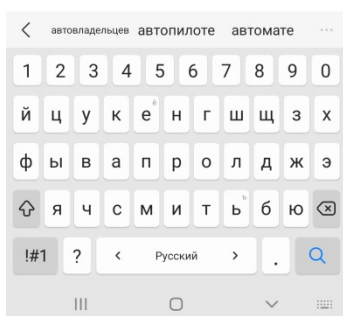 автовладельцев автопилоте автомате
1 2 3 4 5 6 7 8 9 0
й ц у к е ё н г ш щ з х
ф ы в а п р о л д ж э
я ч с м и т ь ъ б ю
!#1 ? < Русский > .